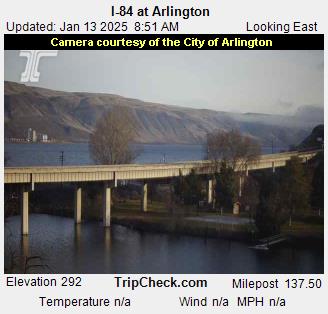 I-84 at Arlington
Updated: Jan 13 2025 8:51 AM Looking East
Camera courtesy of the City of Arlington
Elevation 292 TripCheck.com Milepost 137.50
Temperature n/a Wind n/a MPH n/a